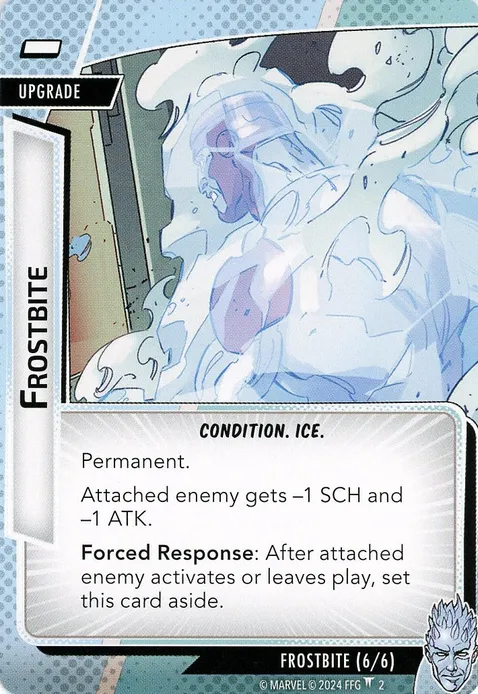 UPGRADE
FROSTBITE
CONDITION. ICE.
Permanent.
Attached enemy gets –1 SCH and
–1 ATK.
Forced Response: After attached
enemy activates or leaves play, set
this card aside.
FROSTBITE (6/6)
© MARVEL © 2024 FFG 2